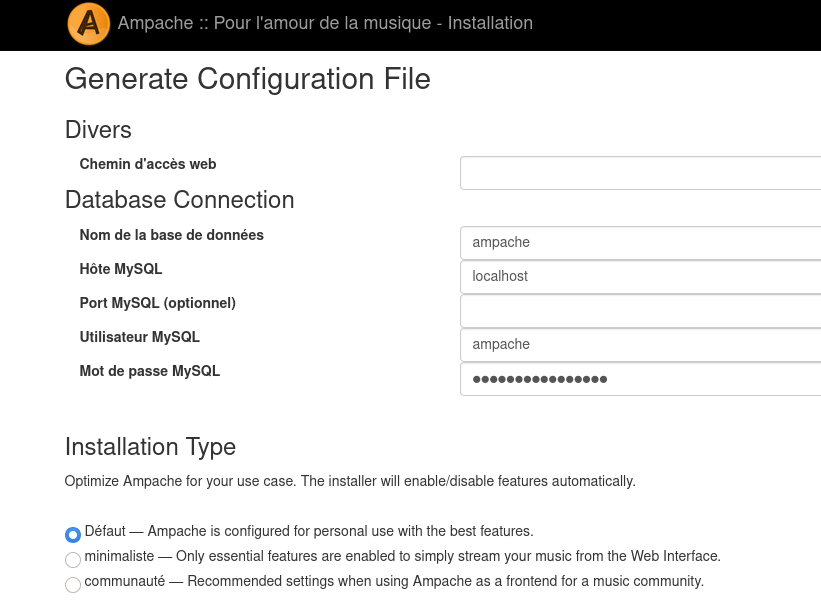 Ampache :: Pour l'amour de la musique - Installation
Generate Configuration File
Divers
Chemin d'accès web
Database Connection
Nom de la base de données ampache
Hôte MySQL localhost
Port MySQL (optionnel)
Utilisateur MySQL ampache
Mot de passe MySQL ●●●●●●●●●●●●●●●●
Installation Type
Optimize Ampache for your use case. The installer will enable/disable features automatically.
Défaut — Ampache is configured for personal use with the best features.
minimaliste — Only essential features are enabled to simply stream your music from the Web Interface.
communauté — Recommended settings when using Ampache as a frontend for a music community.